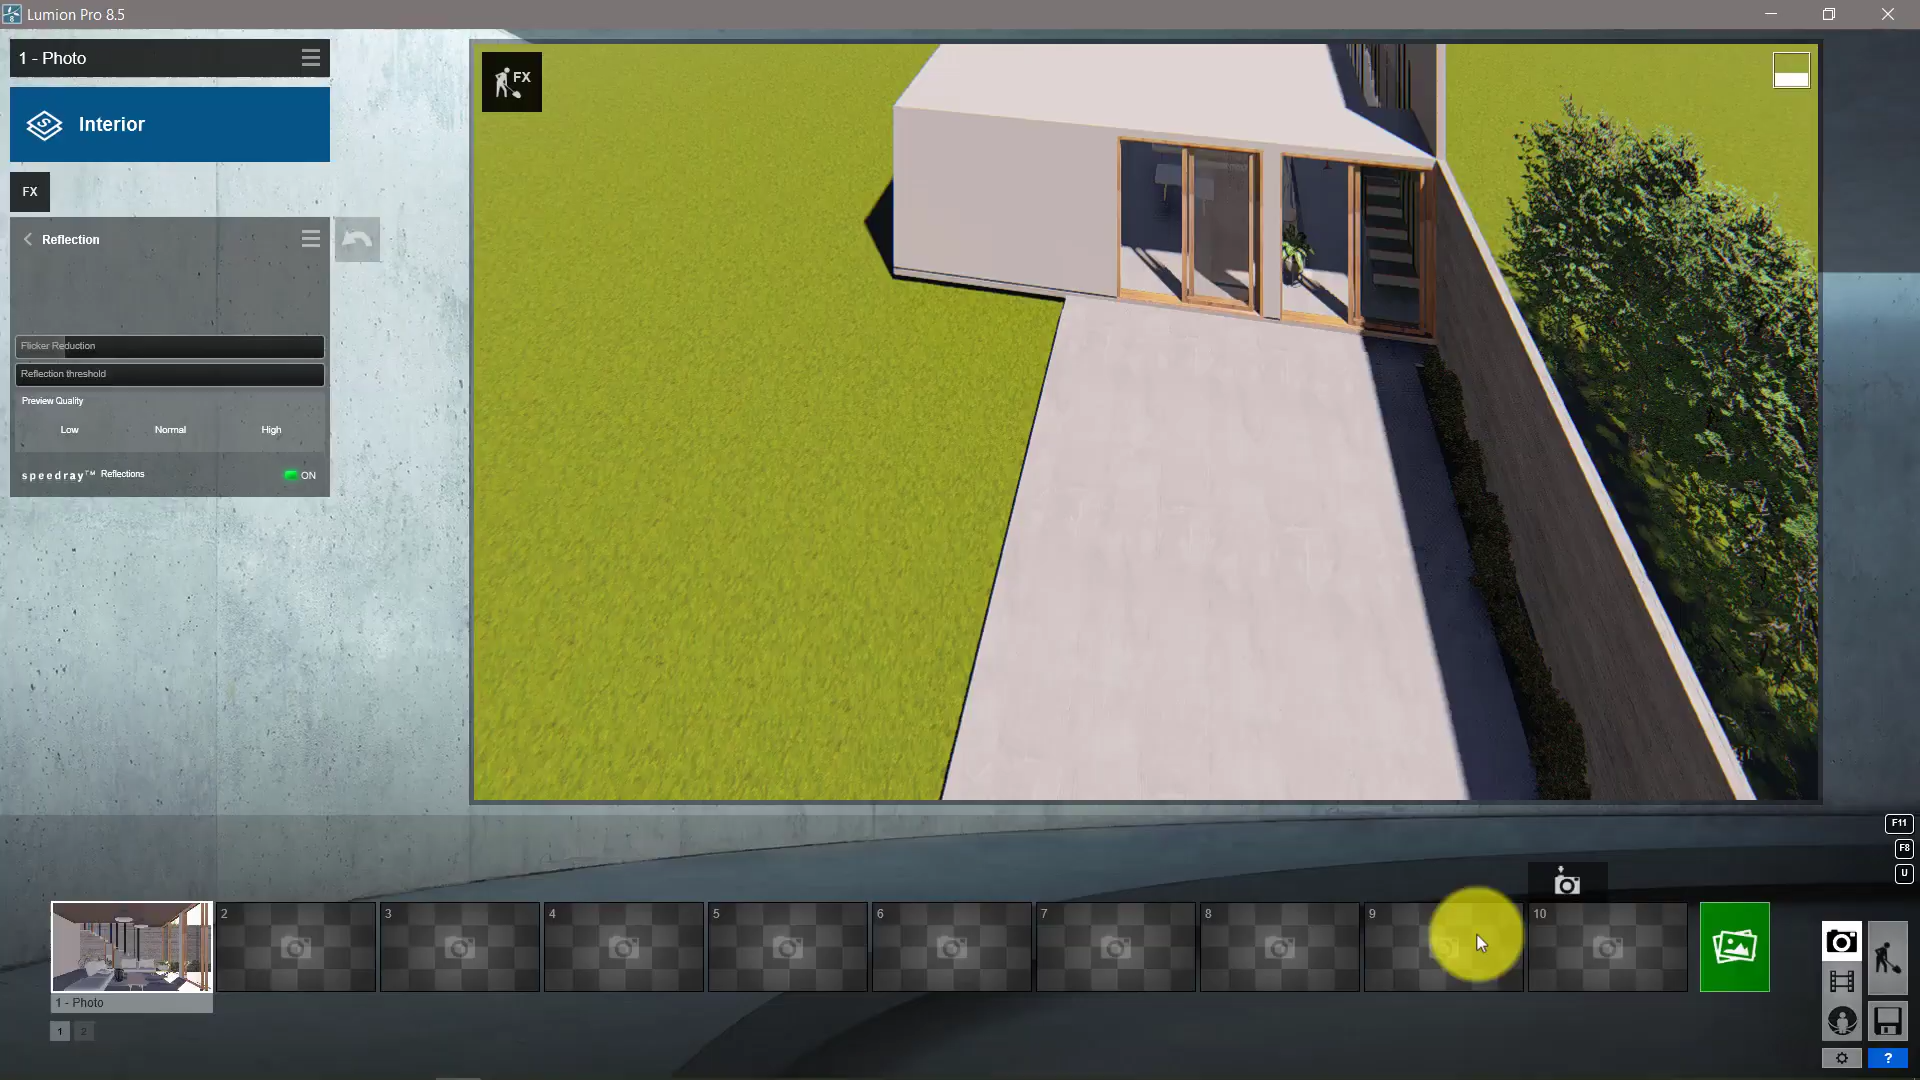 Lumion Pro 8.5
1 - Photo
Interior
FX
Reflection
Flicker Reduction
Reflection threshold
Preview Quality
Low Normal High
speedray™ Reflections ON
FX
F11
F8
U
2 3 4 5 6 7 8 9 10
1 - Photo
1 2
?